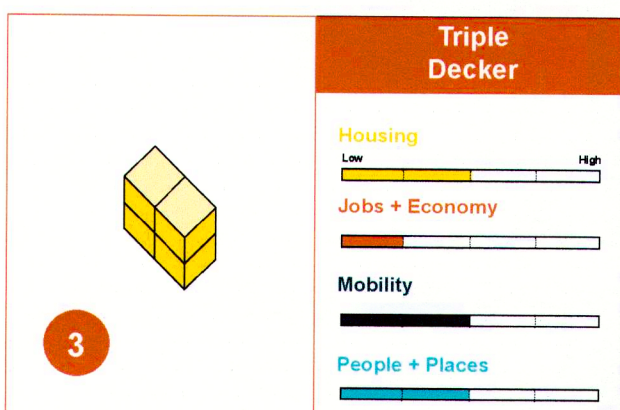 Triple
Decker
Housing
Low High
Jobs + Economy
Mobility
People + Places
3